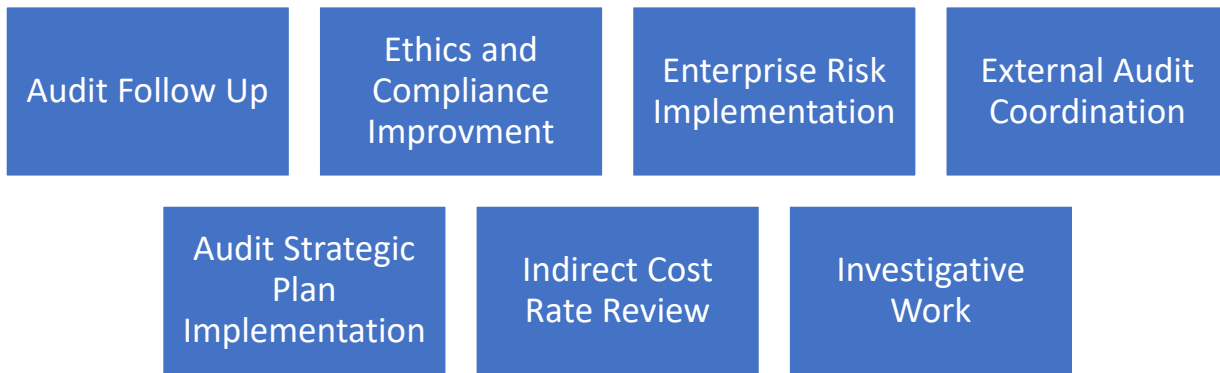 Audit Follow Up
Ethics and
Compliance
Improvment
Enterprise Risk
Implementation
External Audit
Coordination
Audit Strategic
Plan
Implementation
Indirect Cost
Rate Review
Investigative
Work